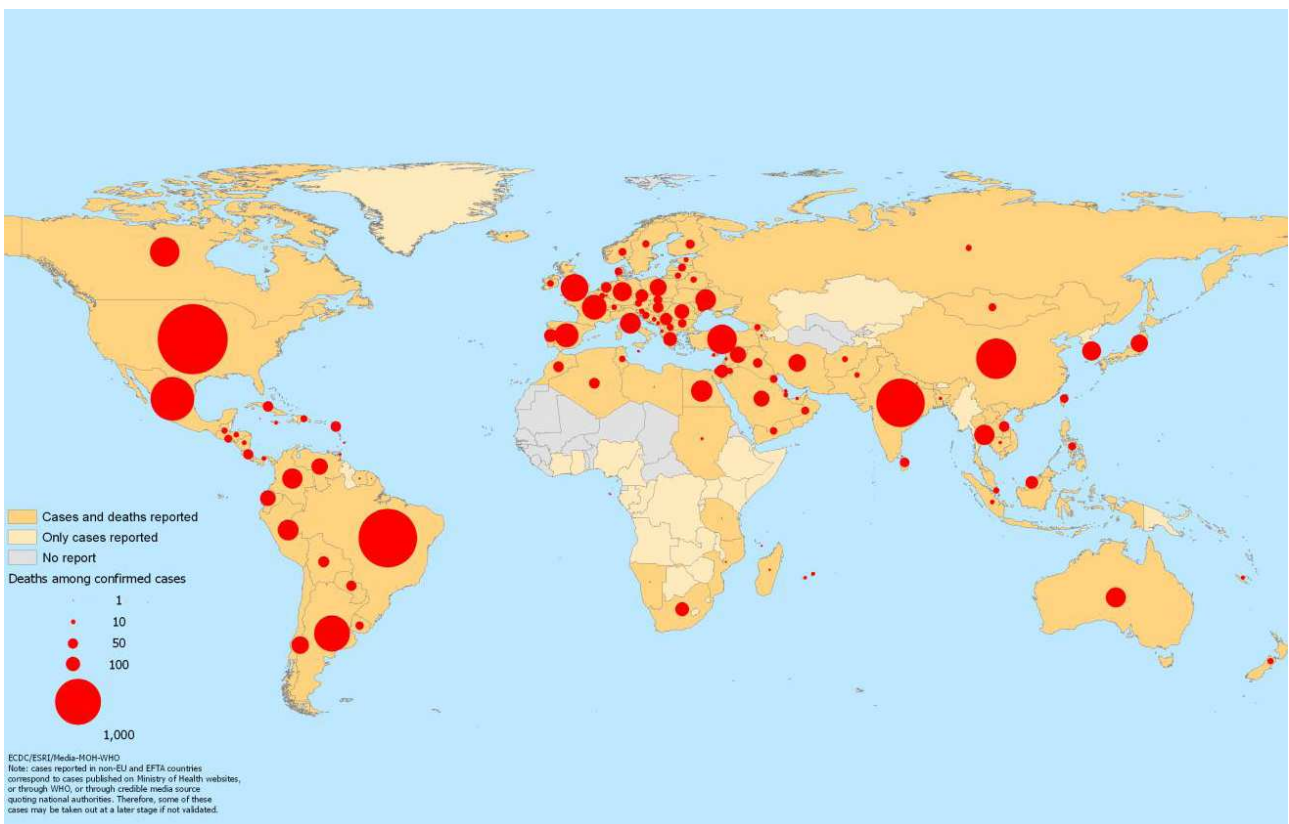 Cases and deaths reported
Only cases reported
No report
Deaths among confirmed cases
1
10
50
100
1,000
ECDC/ESRI/Media-MOH-WHO
Note: cases reported in non-EU and EFTA countries
correspond to cases published on Ministry of Health websites,
or through WHO, or through credible media source
quoting national authorities. Therefore, some of these
cases may be taken out at a later stage if not validated.